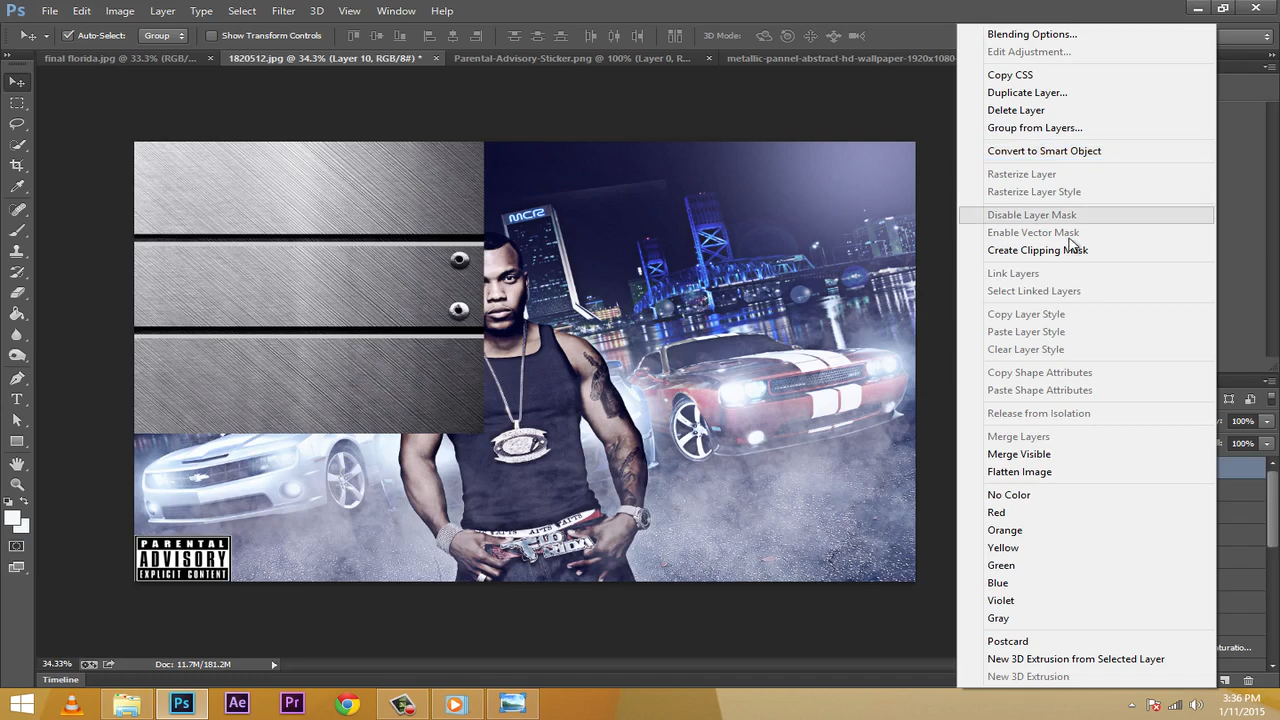 Ps File Edit Image Layer Type Select Filter 3D View Window Help
Auto-Select: Group Show Transform Controls 3D Mode:
final florida.jpg @ 33.3% (RGB/... × 1820512.jpg @ 34.3% (Layer 10, RGB/8#) * × Parental-Advisory-Sticker.png @ 100% (Layer 0, R... × metallic-pannel-abstract-hd-wallpaper-1920x1080-
Blending Options...
Edit Adjustment...
Copy CSS
Duplicate Layer...
Delete Layer
Group from Layers...
Convert to Smart Object
Rasterize Layer
Rasterize Layer Style
Disable Layer Mask
Enable Vector Mask
Create Clipping Mask
Link Layers
Select Linked Layers
Copy Layer Style
Paste Layer Style
Clear Layer Style
Copy Shape Attributes
Paste Shape Attributes
Release from Isolation
Merge Layers
Merge Visible
Flatten Image
No Color
Red
Orange
Yellow
Green
Blue
Violet
Gray
Postcard
New 3D Extrusion from Selected Layer
New 3D Extrusion
100%
100%
turatio...
MCR
PARENTAL
ADVISORY
EXPLICIT CONTENT
34.33% Doc: 11.7M/181.2M
Timeline
Ps Ae Pr
3:36 PM
1/11/2015